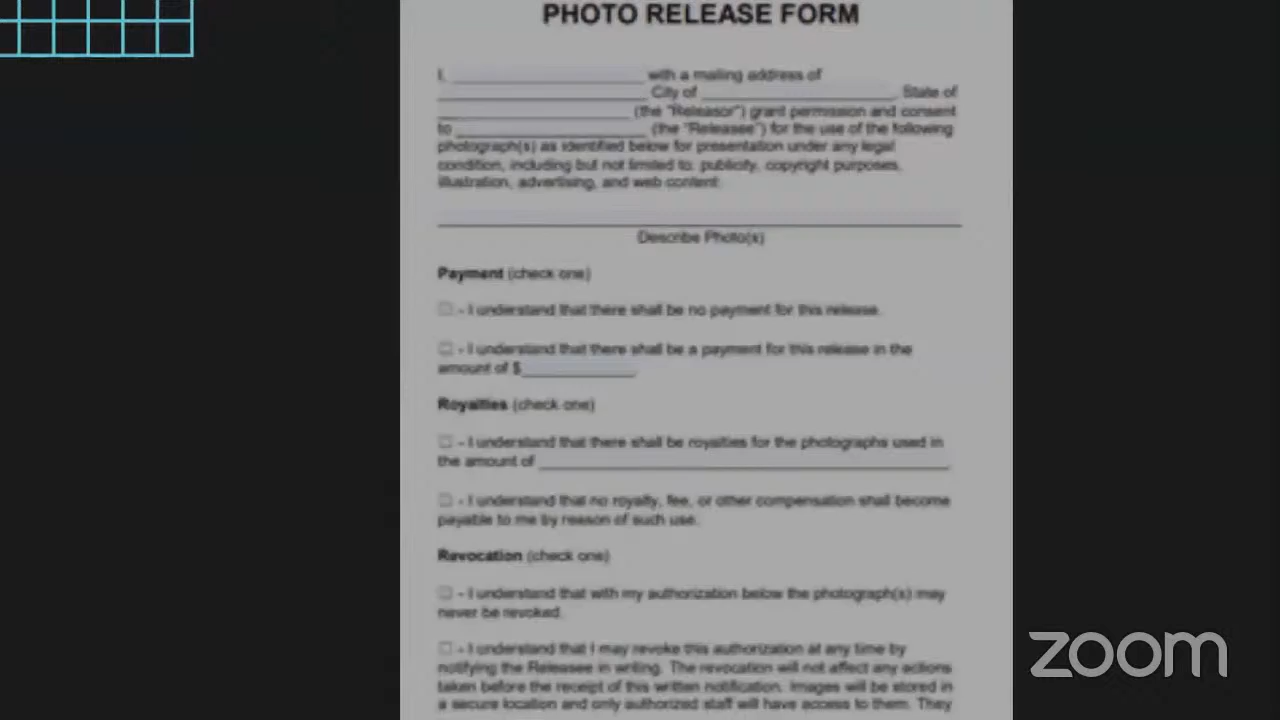 PHOTO RELEASE FORM
I, ____________________ with a mailing address of
____________________ City of ____________________, State of
____________________ (the "Releasor") grant permission and consent
to ____________________ (the "Releasee") for the use of the following
photograph(s) as identified below for presentation under any legal
condition, including but not limited to: publicity, copyright purposes,
illustration, advertising, and web content:
Describe Photo(s)
Payment (check one)
☐ - I understand that there shall be no payment for this release.
☐ - I understand that there shall be a payment for this release in the
amount of $____________
Royalties (check one)
☐ - I understand that there shall be royalties for the photographs used in
the amount of ____________________
☐ - I understand that no royalty, fee, or other compensation shall become
payable to me by reason of such use.
Revocation (check one)
☐ - I understand that with my authorization below the photograph(s) may
never be revoked.
☐ - I understand that I may revoke this authorization at any time by
notifying the Releasee in writing. The revocation will not affect any actions
taken before the receipt of this written notification. Images will be stored in
a secure location and only authorized staff will have access to them. They
zoom